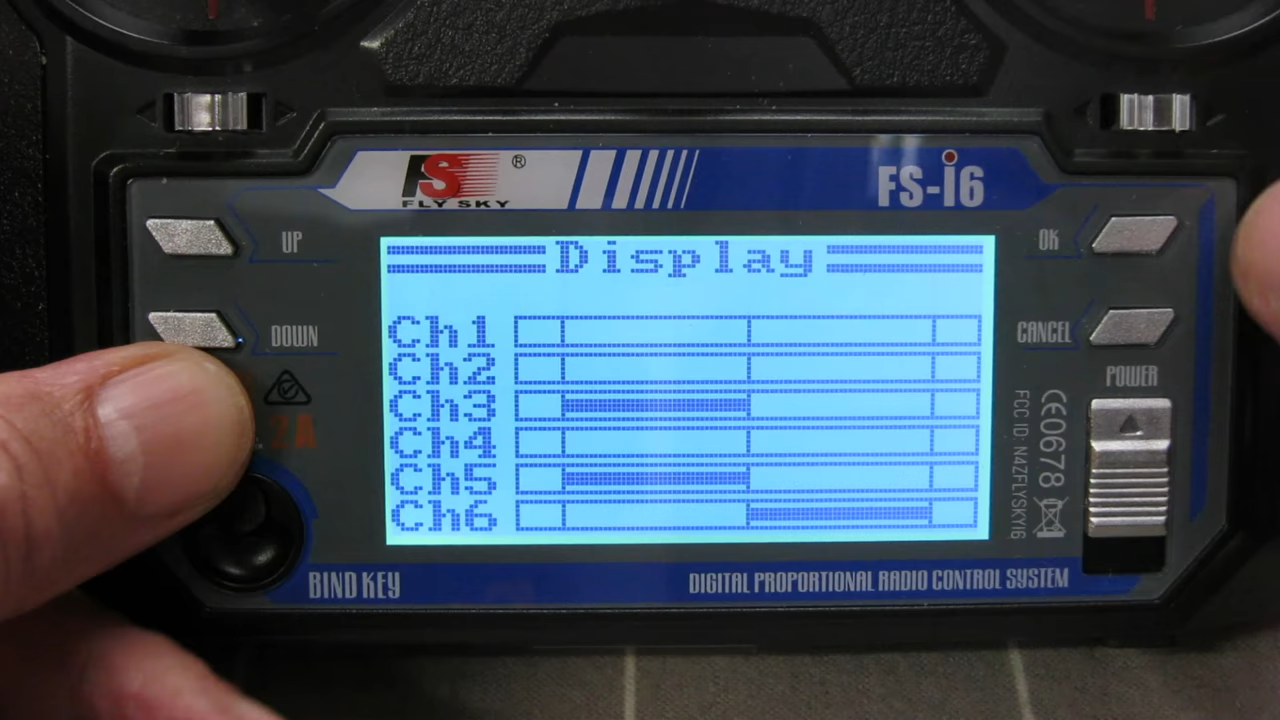 FS ®
FLY SKY
FS-i6
UP
OK
Display
DOWN
CANCEL
Ch1
Ch2
Ch3
Ch4
Ch5
Ch6
POWER
2A
CE0678
FCC ID: N4ZFLYSKYI6
BIND KEY
DIGITAL PROPORTIONAL RADIO CONTROL SYSTEM